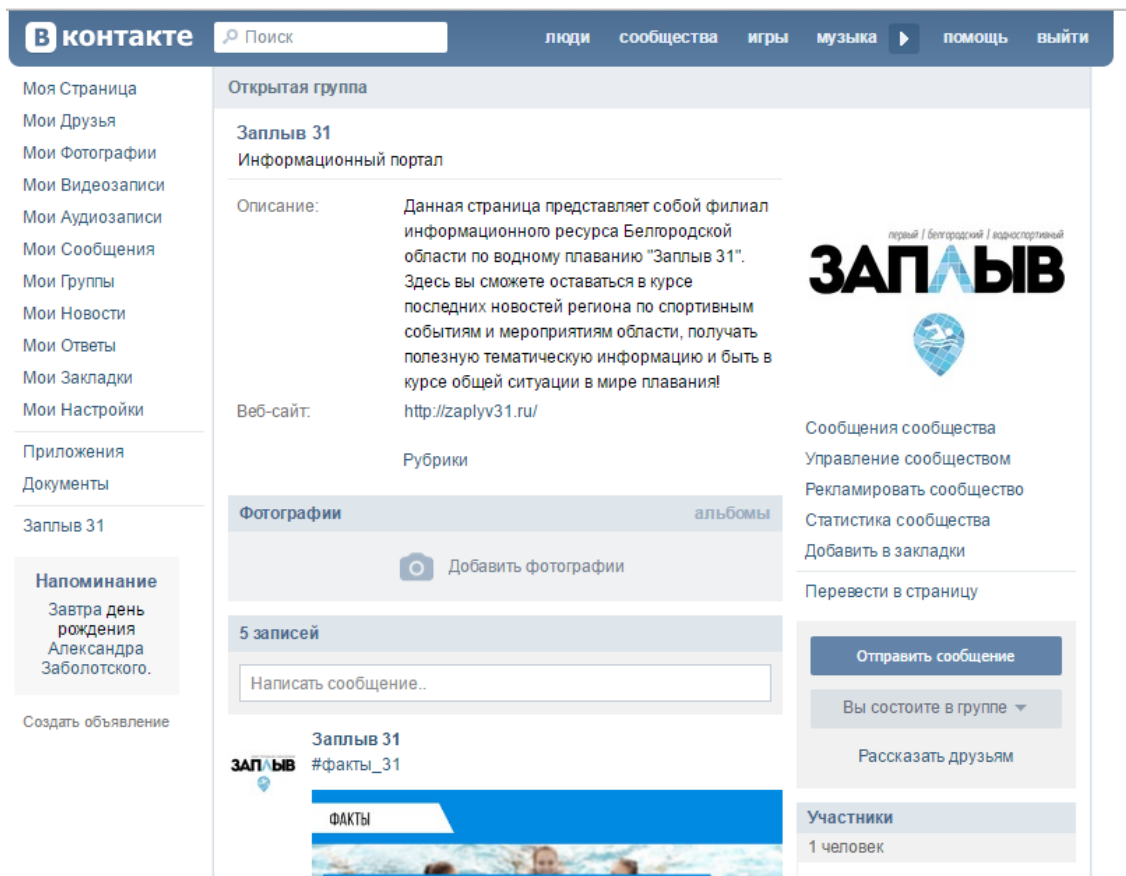 В контакте
Поиск
люди
сообщества
игры
музыка
помощь
выйти
Моя Страница
Мои Друзья
Мои Фотографии
Мои Видеозаписи
Мои Аудиозаписи
Мои Сообщения
Мои Группы
Мои Новости
Мои Ответы
Мои Закладки
Мои Настройки
Приложения
Документы
Заплыв 31
Напоминание
Завтра день
рождения
Александра
Заболотского.
Создать объявление
Открытая группа
Заплыв 31
Информационный портал
Описание:
Данная страница представляет собой филиал
информационного ресурса Белгородской
области по водному плаванию "Заплыв 31".
Здесь вы сможете оставаться в курсе
последних новостей региона по спортивным
событиям и мероприятиям области, получать
полезную тематическую информацию и быть в
курсе общей ситуации в мире плавания!
Веб-сайт:
http://zaplyv31.ru/
Рубрики
Фотографии
альбомы
Добавить фотографии
5 записей
Написать сообщение..
Заплыв 31
ЗАПЛЫВ
#факты_31
ФАКТЫ
первый | белгородский | водноспортивный
ЗАПЛЫВ
Сообщения сообщества
Управление сообществом
Рекламировать сообщество
Статистика сообщества
Добавить в закладки
Перевести в страницу
Отправить сообщение
Вы состоите в группе
Рассказать друзьям
Участники
1 человек